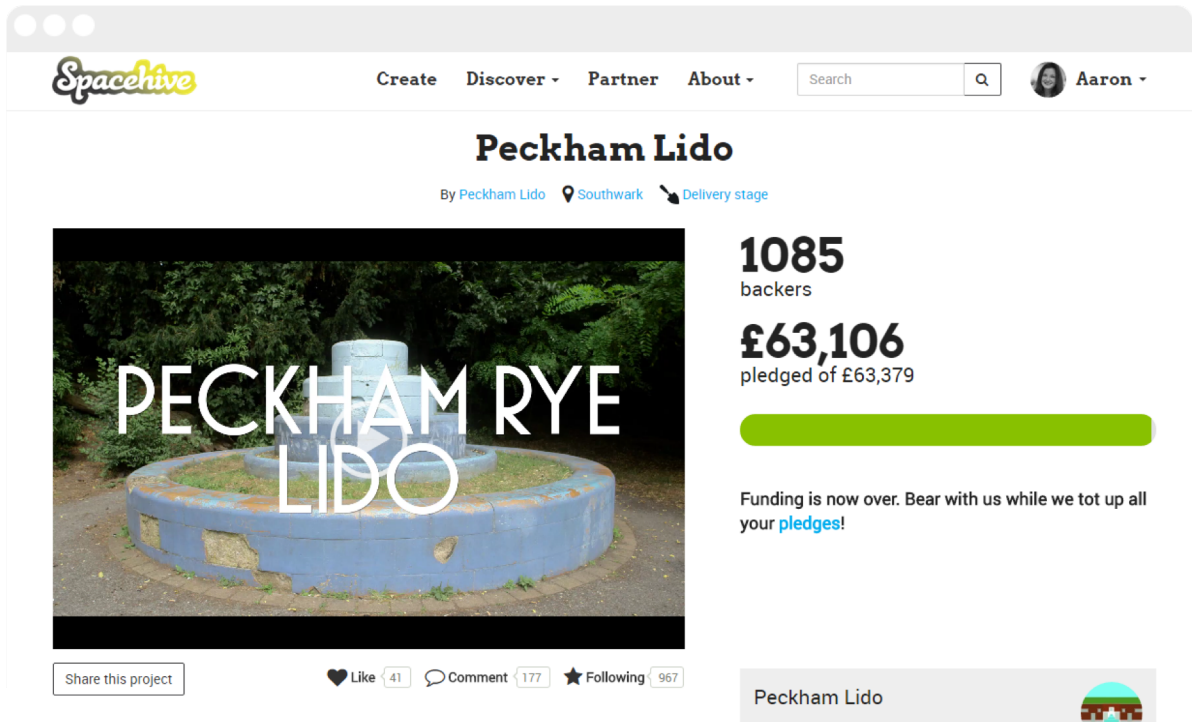 Spacehive
Create Discover Partner About Search Aaron
Peckham Lido
By Peckham Lido Southwark Delivery stage
PECKHAM RYE
LIDO
1085
backers
£63,106
pledged of £63,379
Funding is now over. Bear with us while we tot up all
your pledges!
Share this project
Like 41 Comment 177 Following 967
Peckham Lido